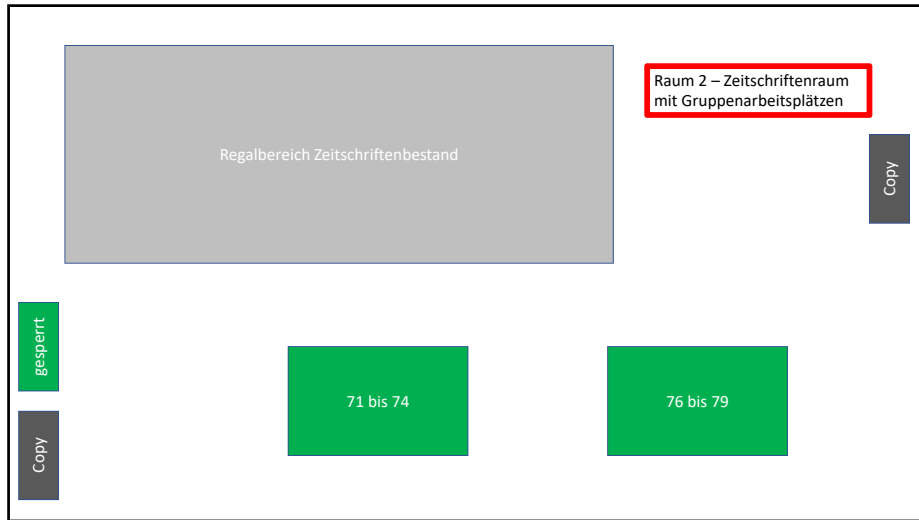 Raum 2 – Zeitschriftenraum
mit Gruppenarbeitsplätzen
Regalbereich Zeitschriftenbestand
Copy
gesperrt
71 bis 74
76 bis 79
Copy